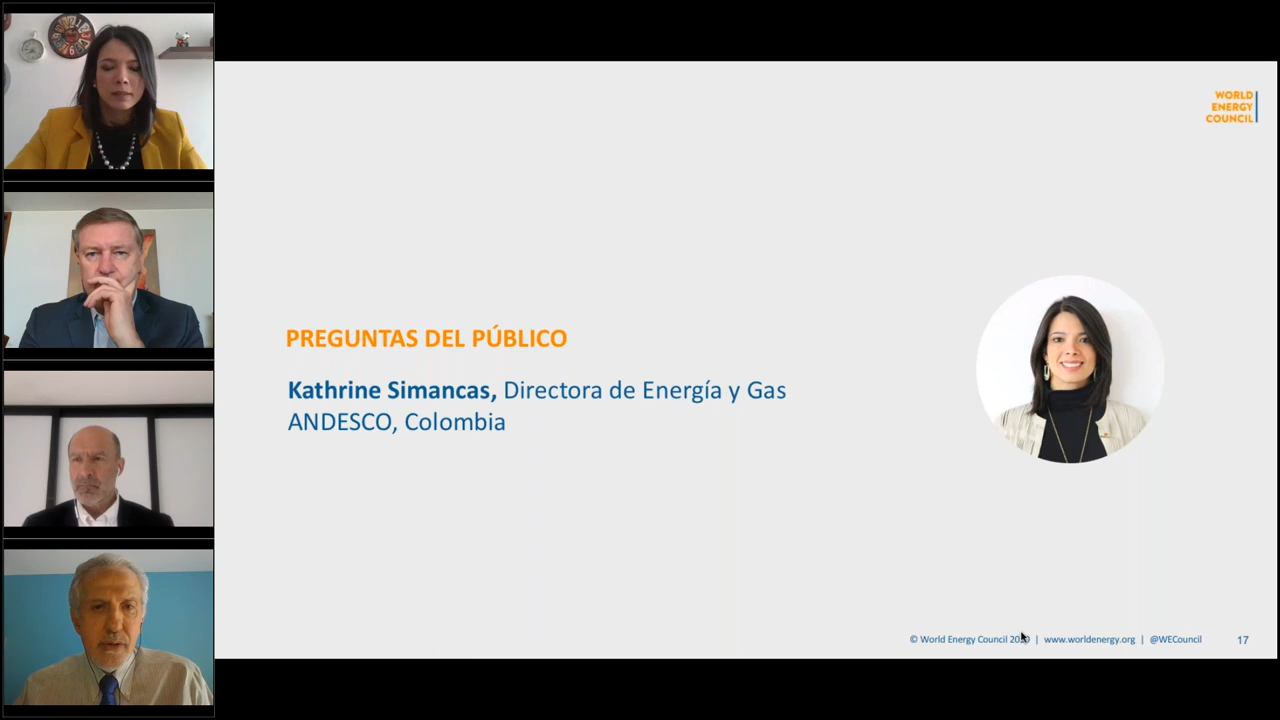 WORLD
ENERGY
COUNCIL
PREGUNTAS DEL PÚBLICO
Kathrine Simancas, Directora de Energía y Gas
ANDESCO, Colombia
© World Energy Council | www.worldenergy.org | @WECouncil
17